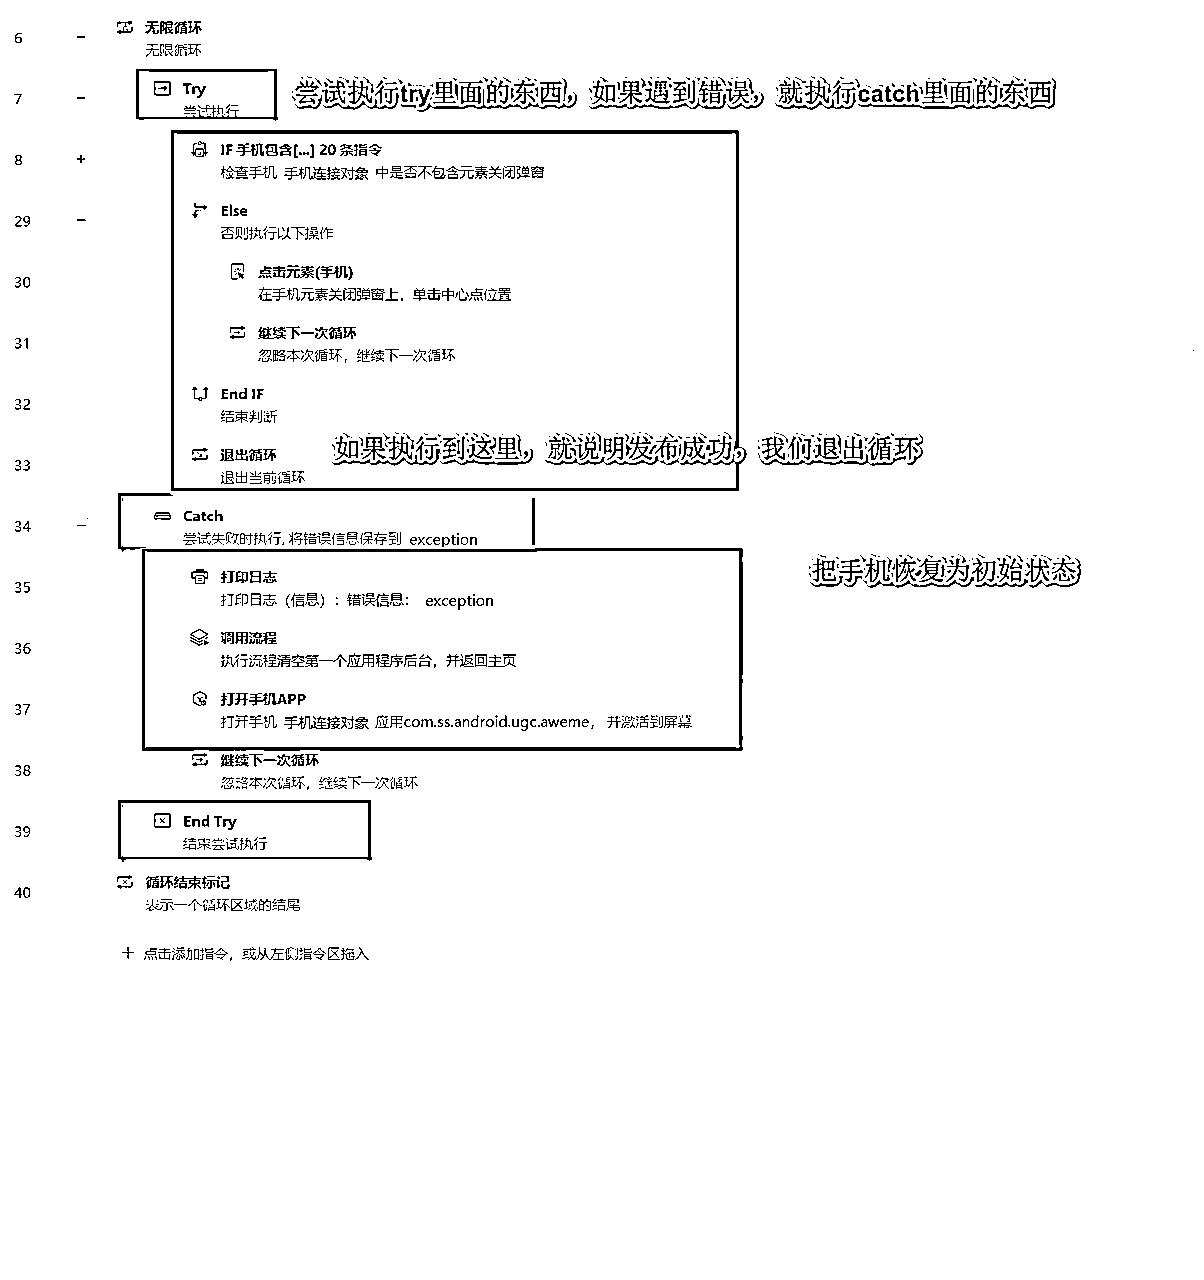 6 − 无限循环
无限循环
7 − Try 尝试执行try里面的东西，如果遇到错误，就执行catch里面的东西
尝试执行
8 + IF 手机包含[...] 20 条指令
检查手机 手机连接对象 中是否不包含元素关闭弹窗
29 − Else
否则执行以下操作
30 点击元素(手机)
在手机元素关闭弹窗上，单击中心点位置
31 继续下一次循环
忽略本次循环，继续下一次循环
32 End IF
结束判断
如果执行到这里，就说明发布成功，我们退出循环
33 退出循环
退出当前循环
34 − Catch
尝试失败时执行, 将错误信息保存到 exception
把手机恢复为初始状态
35 打印日志
打印日志（信息）：错误信息： exception
36 调用流程
执行流程清空第一个应用程序后台，并返回主页
37 打开手机APP
打开手机 手机连接对象 应用com.ss.android.ugc.aweme， 并激活到屏幕
38 继续下一次循环
忽略本次循环，继续下一次循环
39 End Try
结束尝试执行
40 循环结束标记
表示一个循环区域的结尾
+ 点击添加指令，或从左侧指令区拖入